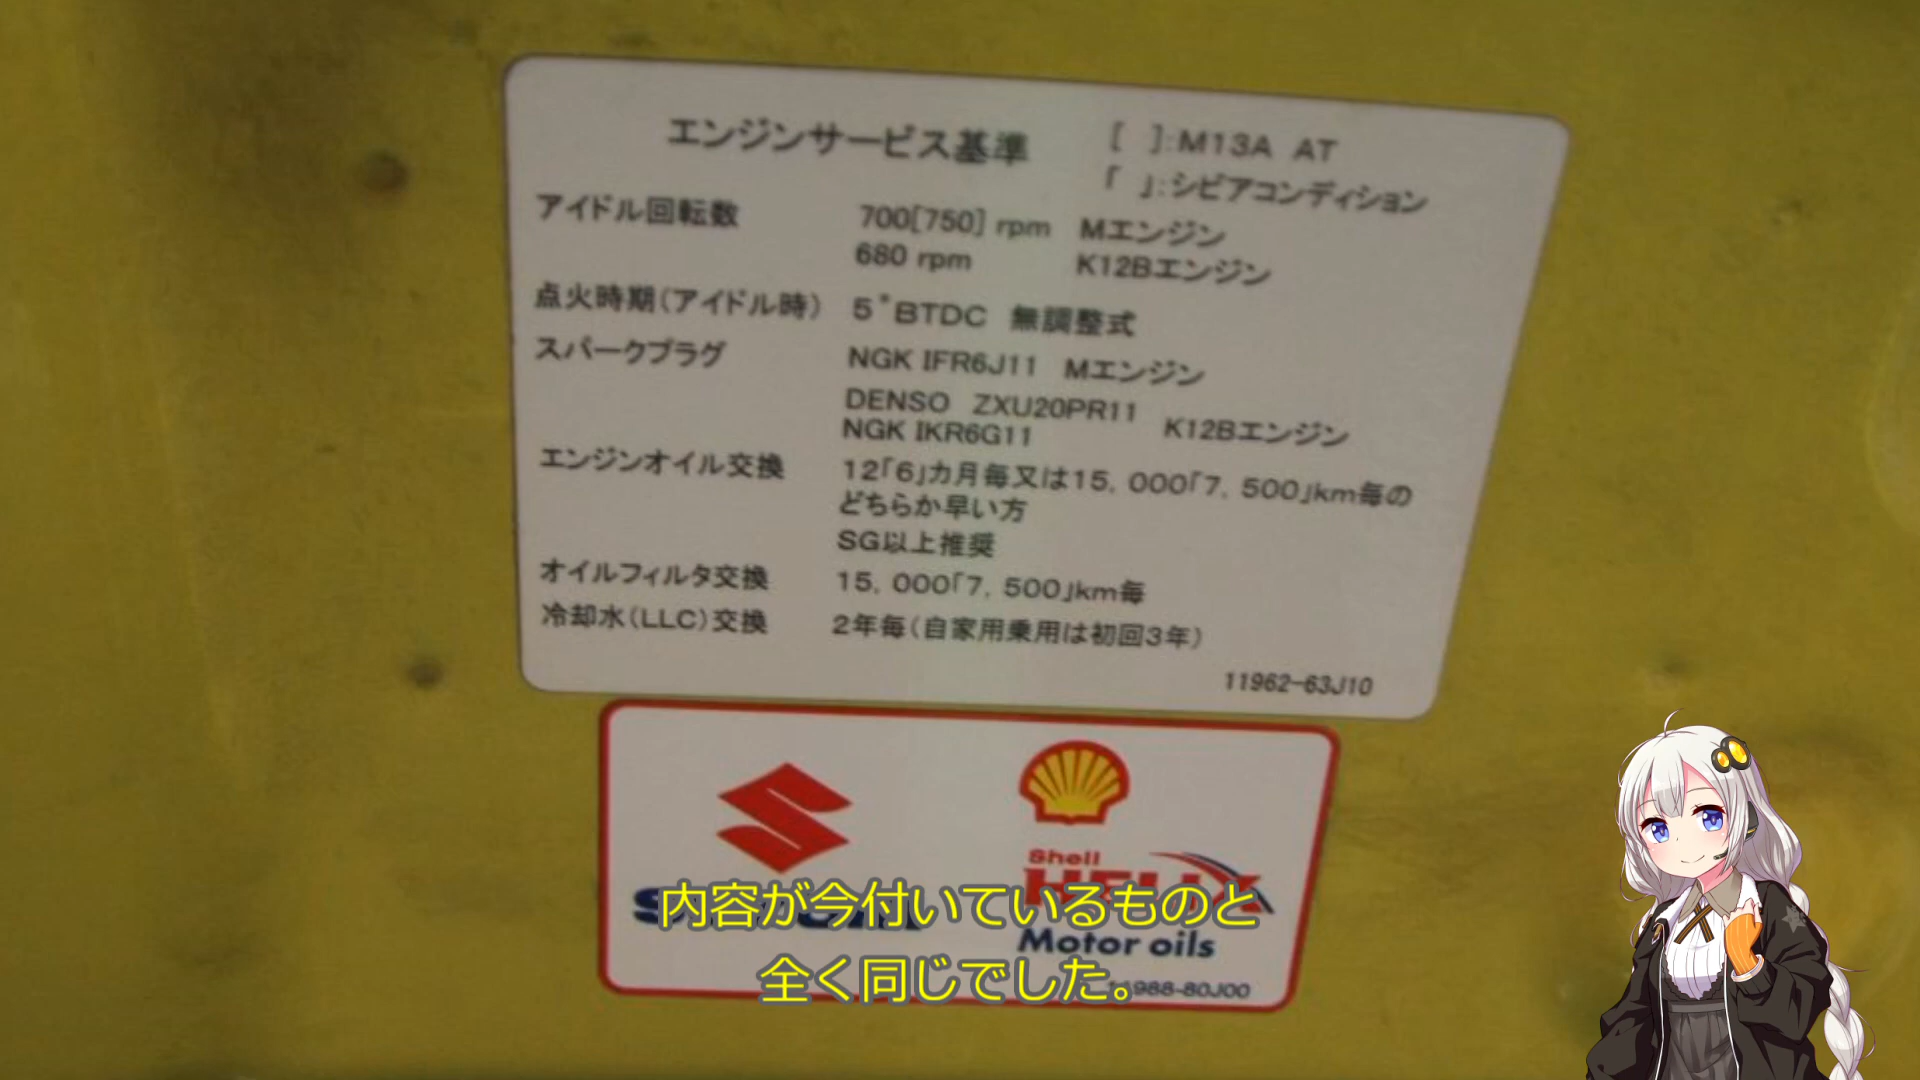 エンジンサービス基準
[ ]:M13A AT
「 」:シビアコンディション
アイドル回転数 700[750] rpm Mエンジン
680 rpm K12Bエンジン
点火時期(アイドル時) 5°BTDC 無調整式
スパークプラグ NGK IFR6J11 Mエンジン
DENSO ZXU20PR11
NGK IKR6G11 K12Bエンジン
エンジンオイル交換 12「6」カ月毎又は15,000「7,500」km毎の
どちらか早い方
SG以上推奨
オイルフィルタ交換 15,000「7,500」km毎
冷却水(LLC)交換 2年毎(自家用乗用は初回3年)
11962-63J10
Shell
HELIX
Motor oils
11988-80J00
内容が今付いているものと
全く同じでした。